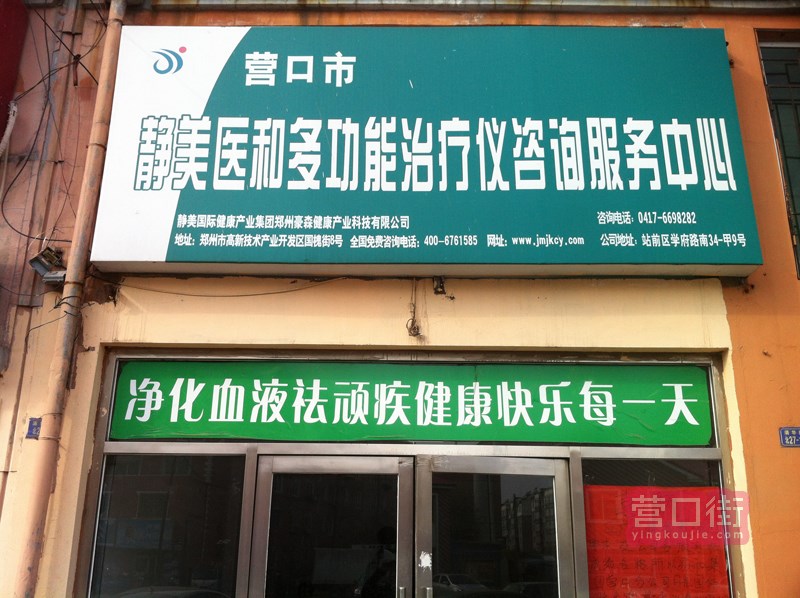 营口市
静美医和多功能治疗仪咨询服务中心
静美国际健康产业集团郑州豪森健康产业科技有限公司
咨询电话：0417-6698282
地址：郑州市高新技术产业开发区国槐街8号 全国免费咨询电话：400-6761585 网址：www.jmjkcy.com 公司地址：站前区学府路南34-甲9号
净化血液祛顽疾健康快乐每一天
827-
营口街
yingkoujie.com